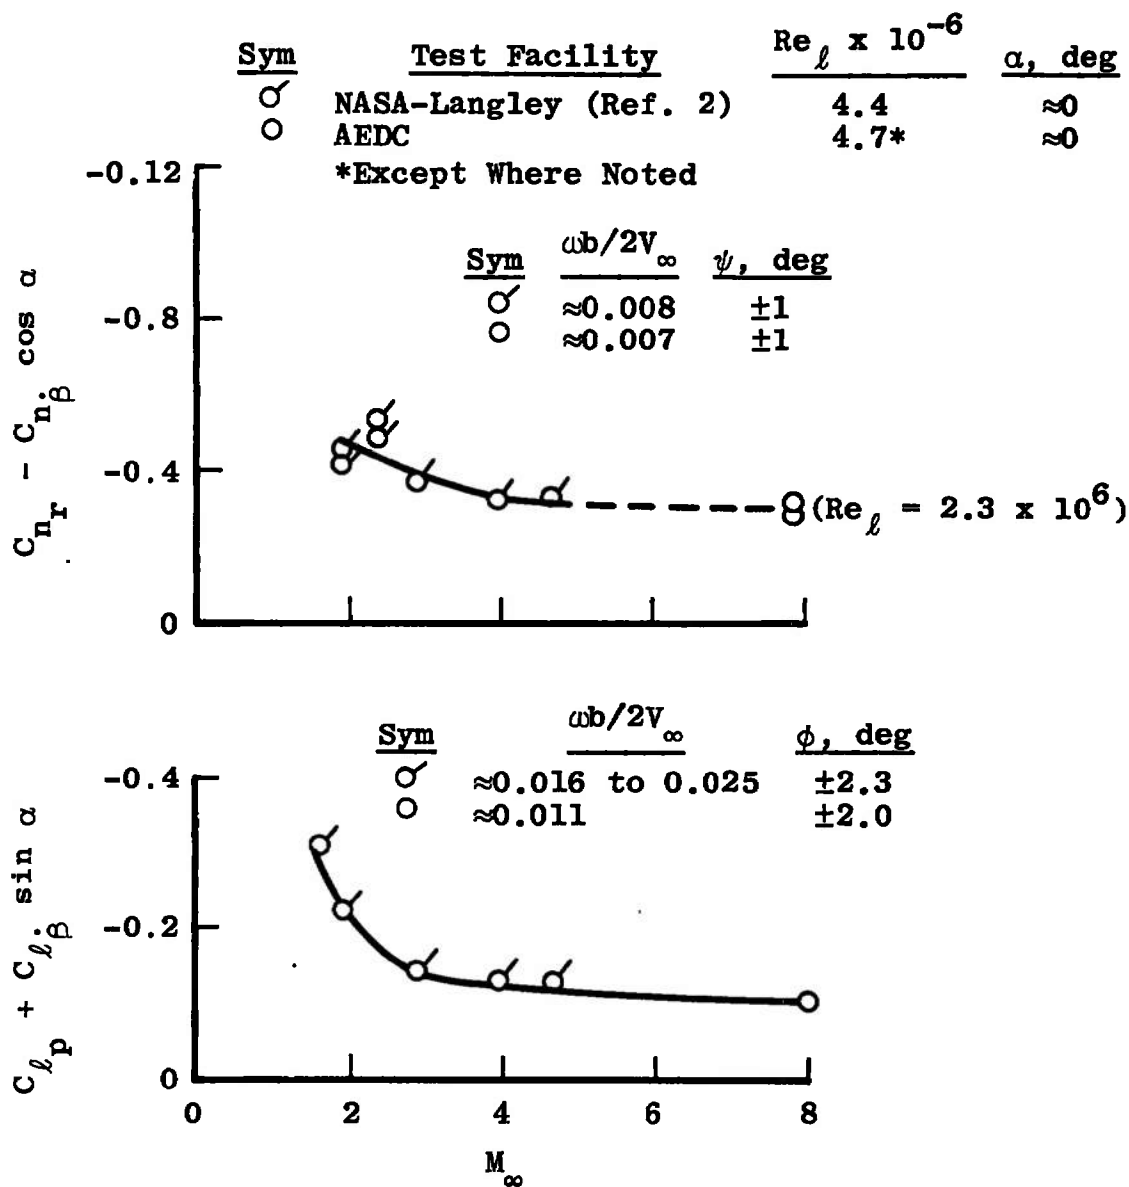 Sym Test Facility Re_ℓ x 10^-6 α, deg
NASA-Langley (Ref. 2) 4.4 ≈0
AEDC 4.7* ≈0
*Except Where Noted
-0.12
-0.8
-0.4
0
C_n_r - C_n_β̇ cos α
Sym ωb/2V_∞ ψ, deg
≈0.008 ±1
≈0.007 ±1
(Re_ℓ = 2.3 x 10^6)
Sym ωb/2V_∞ ϕ, deg
≈0.016 to 0.025 ±2.3
≈0.011 ±2.0
-0.4
-0.2
0
C_ℓ_p + C_ℓ_β̇ sin α
0 2 4 6 8
M_∞